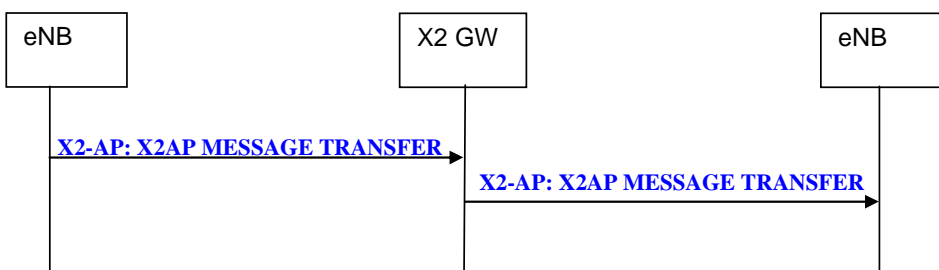 eNB
X2 GW
eNB
X2-AP: X2AP MESSAGE TRANSFER
X2-AP: X2AP MESSAGE TRANSFER